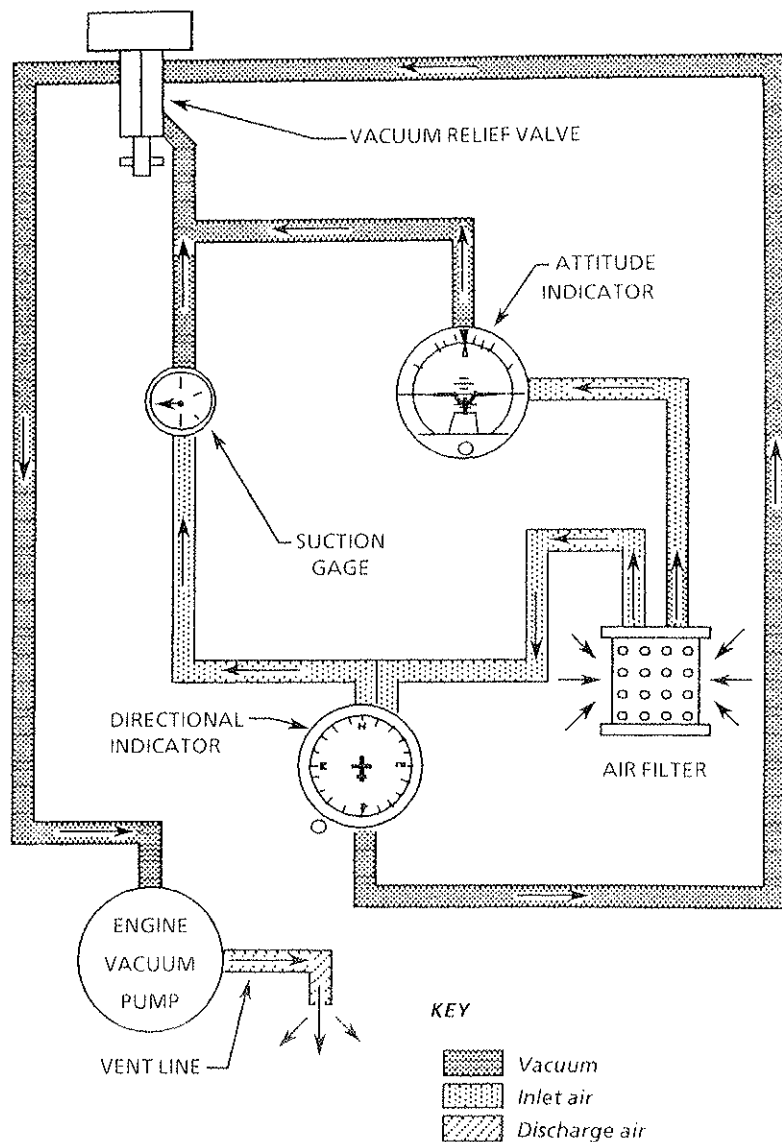 VACUUM RELIEF VALVE
ATTITUDE
INDICATOR
SUCTION
GAGE
DIRECTIONAL
INDICATOR
AIR FILTER
ENGINE
VACUUM
PUMP
VENT LINE
KEY
Vacuum
Inlet air
Discharge air